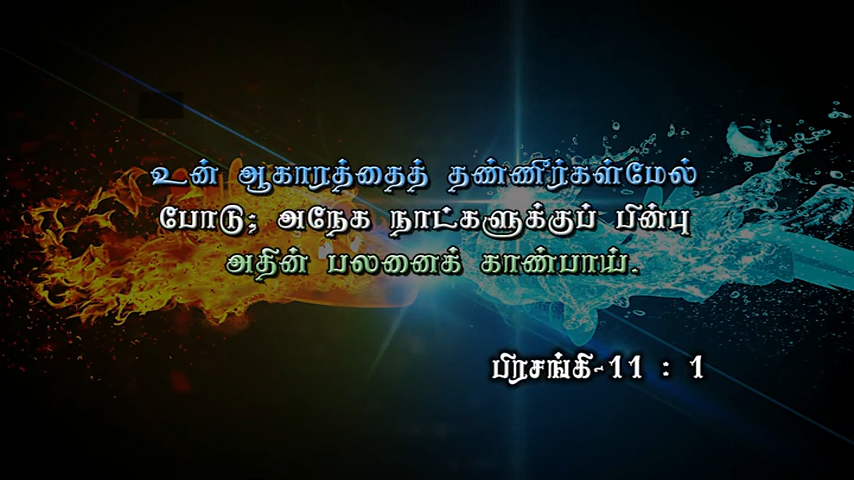 உன் ஆகாரத்தைத் தண்ணீர்கள்மேல்
போடு; அநேக நாட்களுக்குப் பின்பு
அதின் பலனைக் காண்பாய்.
பிரசங்கி-11 : 1